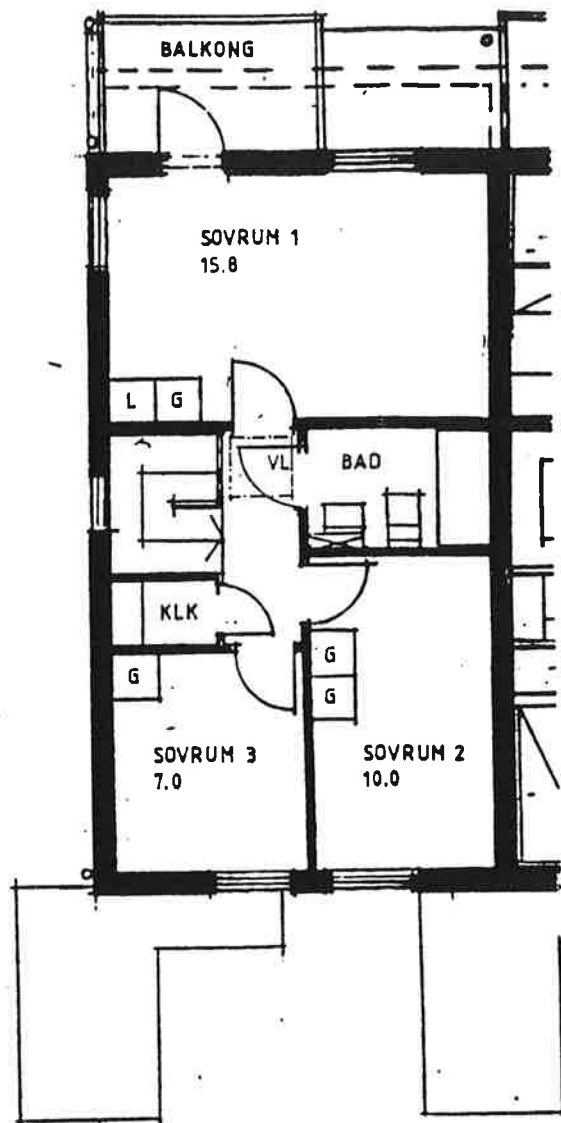 BALKONG
SOVRUM 1
15.8
L G
VL BAD
KLK
G
G
G
SOVRUM 3
7.0
SOVRUM 2
10.0